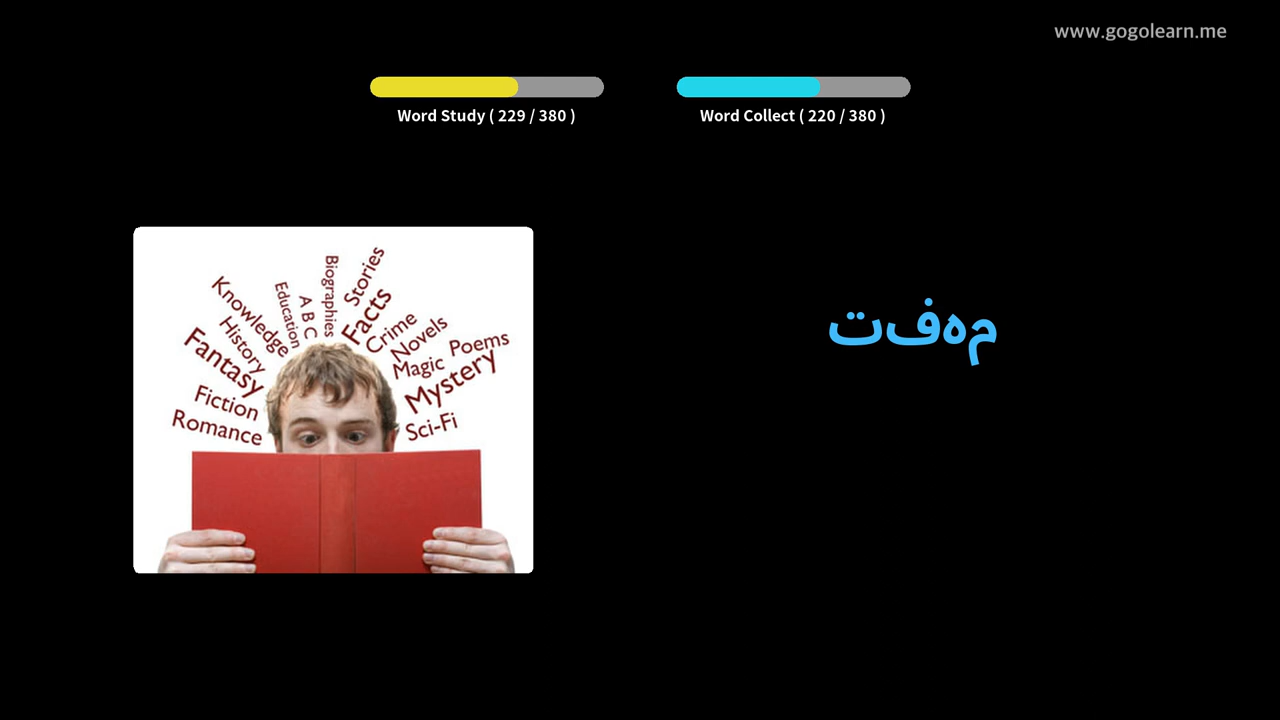 www.gogolearn.me
Word Study ( 229 / 380 )
Word Collect ( 220 / 380 )
Biographies
Stories
Knowledge
Education
A B C
Facts
Crime
History
Novels
Poems
Fantasy
Magic
Mystery
Fiction
Romance
Sci-Fi
مهفت